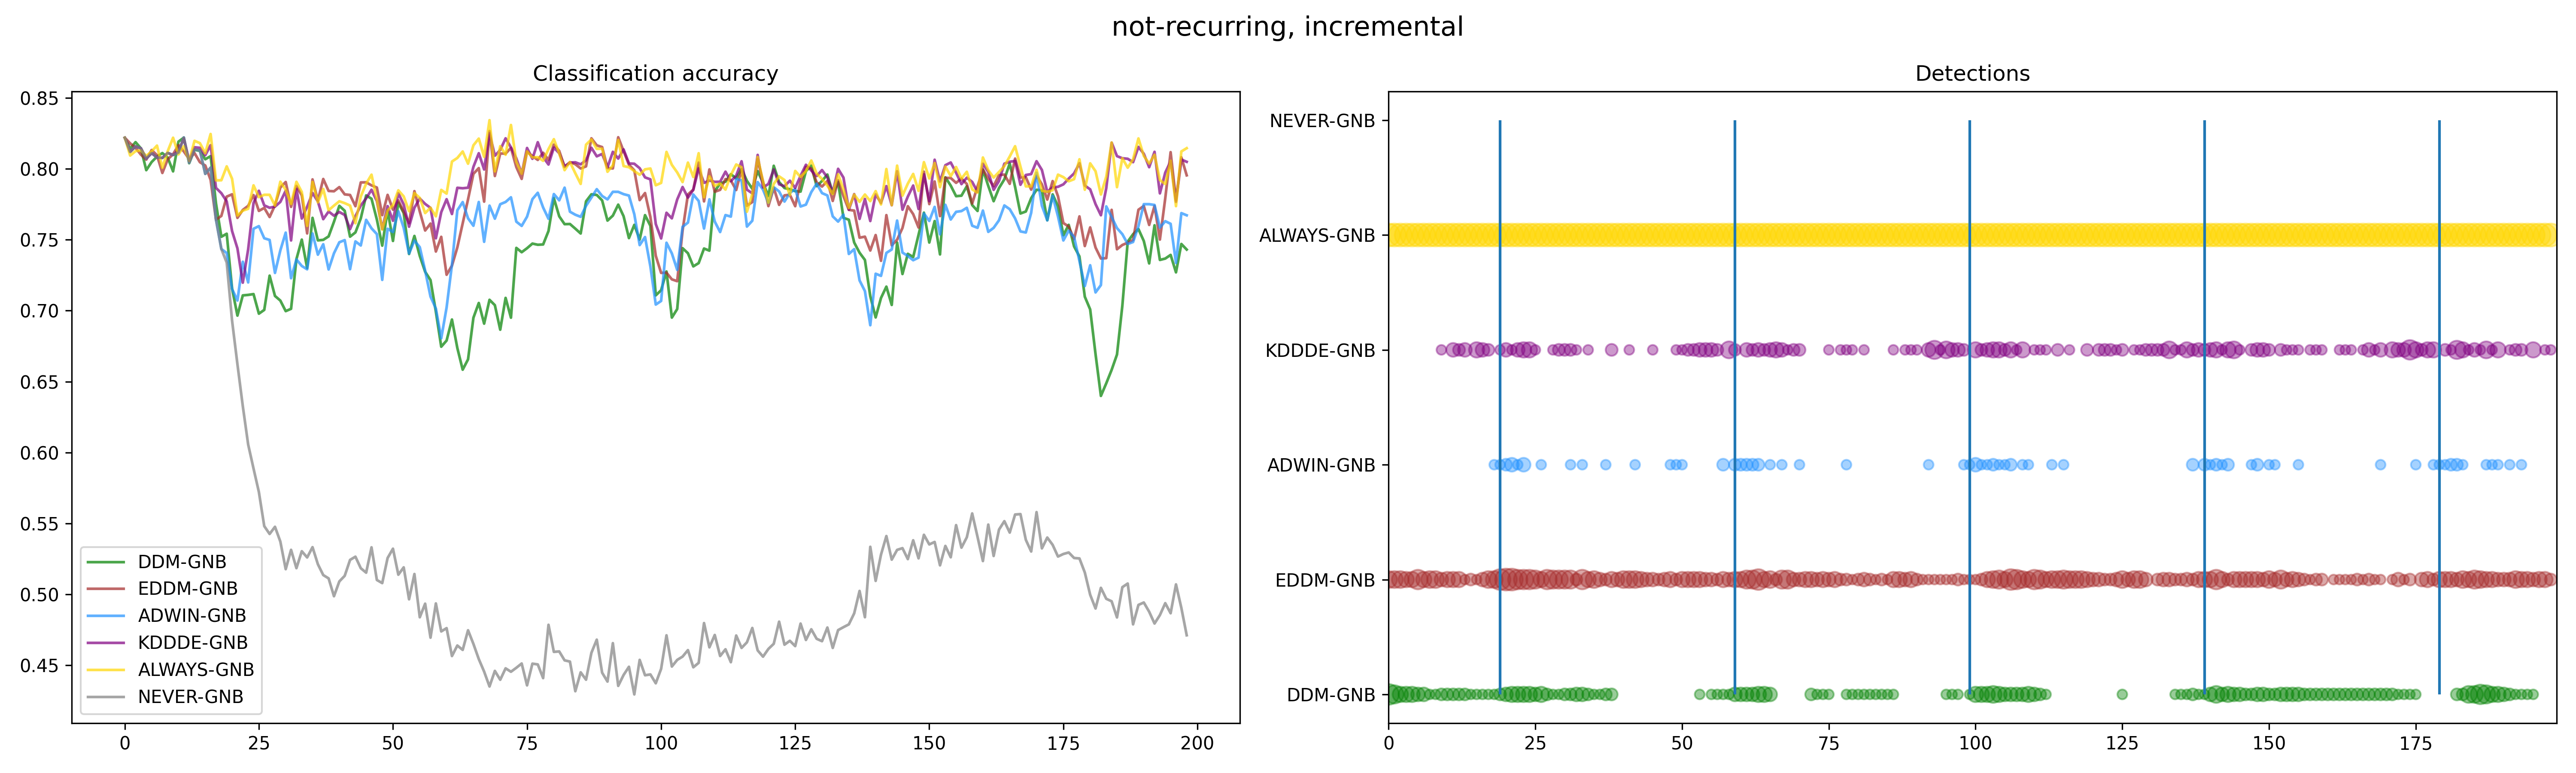 not-recurring, incremental
Classification accuracy
0.85
0.80
0.75
0.70
0.65
0.60
0.55
0.50
0.45
DDM-GNB
EDDM-GNB
ADWIN-GNB
KDDDE-GNB
ALWAYS-GNB
NEVER-GNB
0 25 50 75 100 125 150 175 200
Detections
NEVER-GNB
ALWAYS-GNB
KDDDE-GNB
ADWIN-GNB
EDDM-GNB
DDM-GNB
0 25 50 75 100 125 150 175